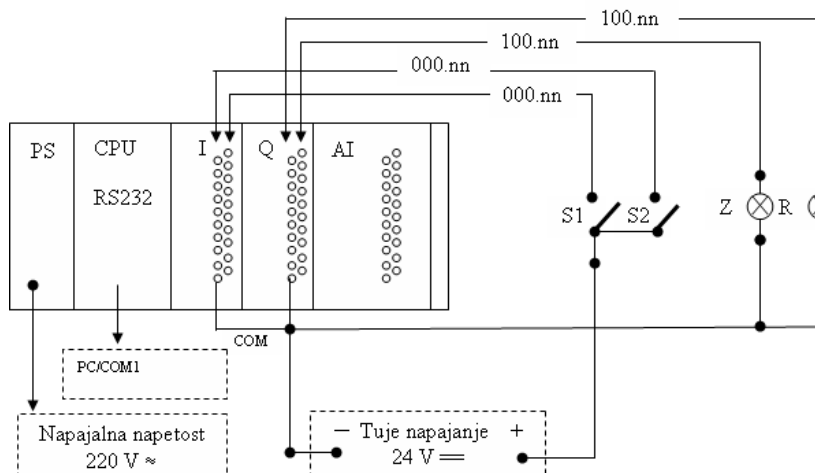 100.nn
100.nn
000.nn
000.nn
PS CPU I Q AI
RS232
S1 S2 Z R
COM
PC/COM1
Napajalna napetost
220 V ≈
– Tuje napajanje +
24 V ═